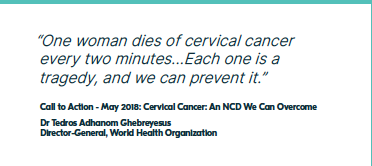 “One woman dies of cervical cancer
every two minutes...Each one is a
tragedy, and we can prevent it.”
Call to Action - May 2018: Cervical Cancer: An NCD We Can Overcome
Dr Tedros Adhanom Ghebreyesus
Director-General, World Health Organization